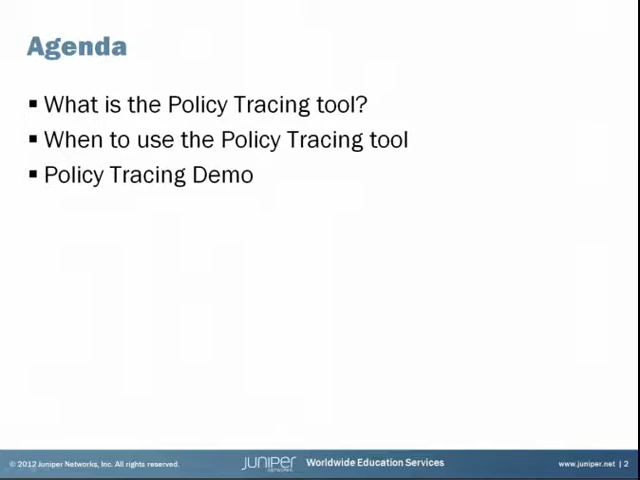 Agenda
▪ What is the Policy Tracing tool?
▪ When to use the Policy Tracing tool
▪ Policy Tracing Demo
© 2012 Juniper Networks, Inc. All rights reserved. JUNIPER NETWORKS Worldwide Education Services www.juniper.net | 2